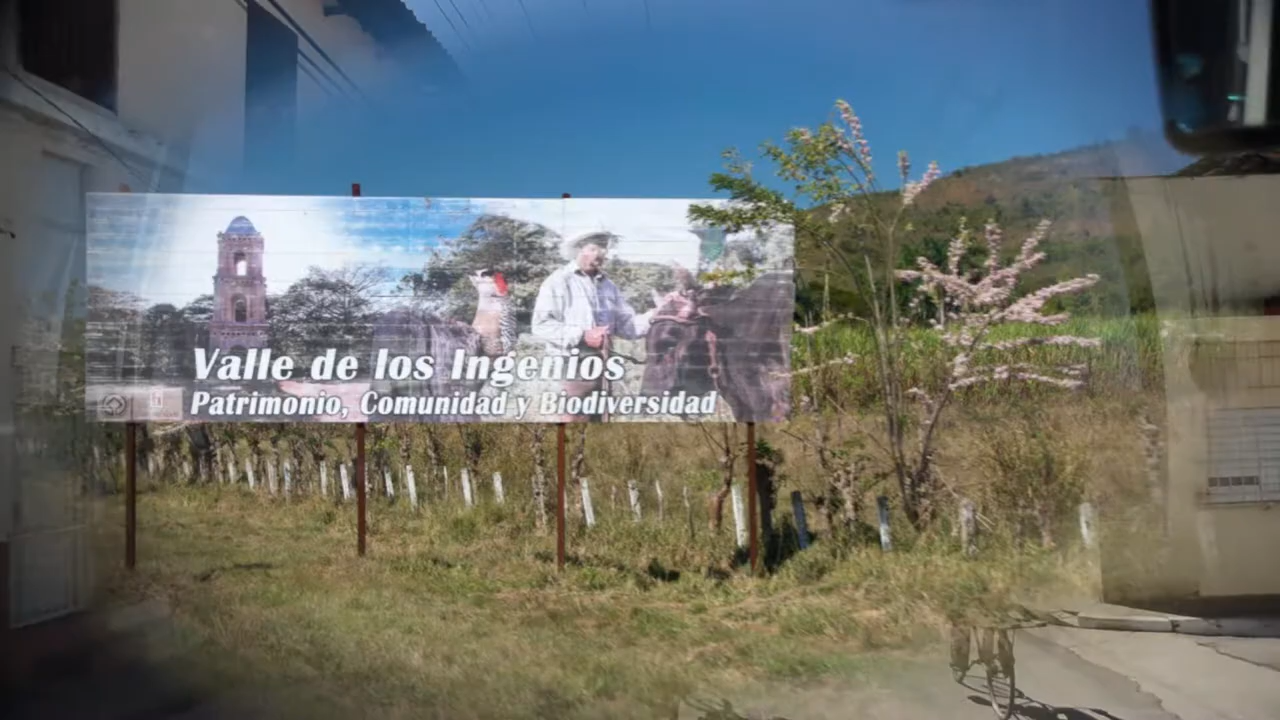 Valle de los Ingenios
Patrimonio, Comunidad y Biodiversidad